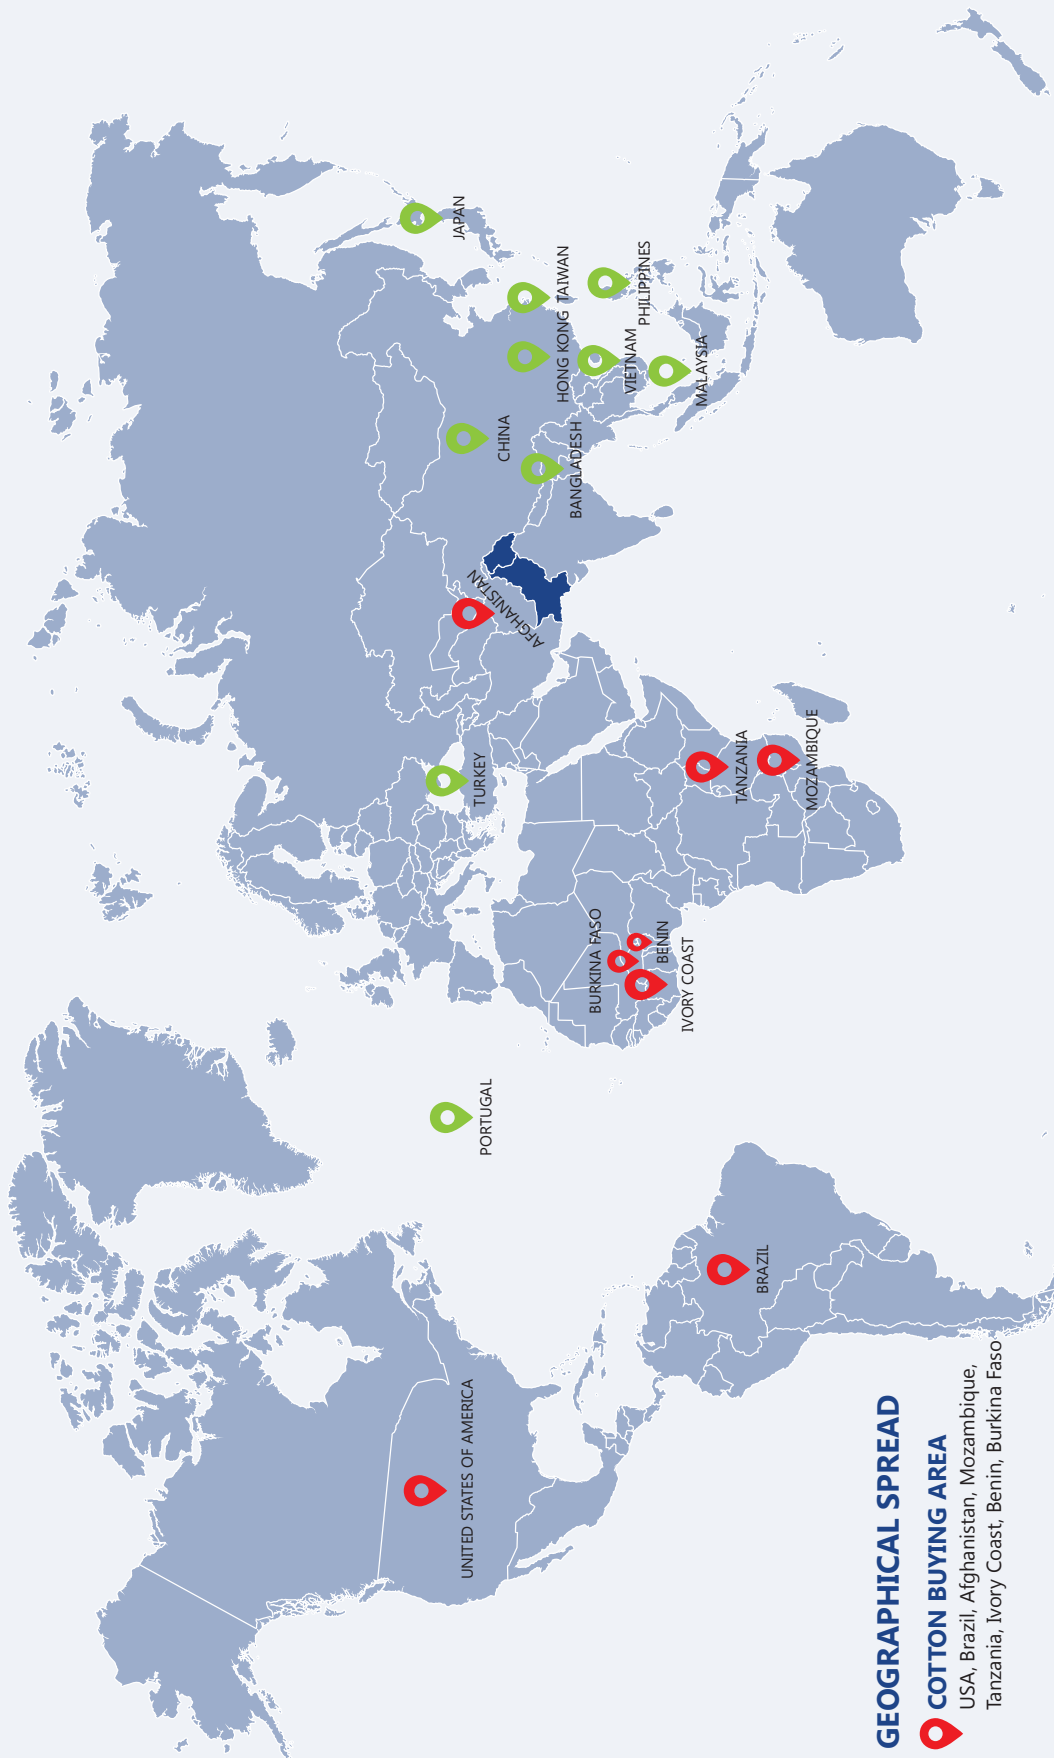 JAPAN
TAIWAN
HONG KONG
PHILIPPINES
VIETNAM
MALAYSIA
CHINA
BANGLADESH
AFGHANISTAN
TURKEY
TANZANIA
MOZAMBIQUE
BURKINA FASO
BENIN
IVORY COAST
PORTUGAL
BRAZIL
UNITED STATES OF AMERICA
GEOGRAPHICAL SPREAD
COTTON BUYING AREA
USA, Brazil, Afghanistan, Mozambique,
Tanzania, Ivory Coast, Benin, Burkina Faso